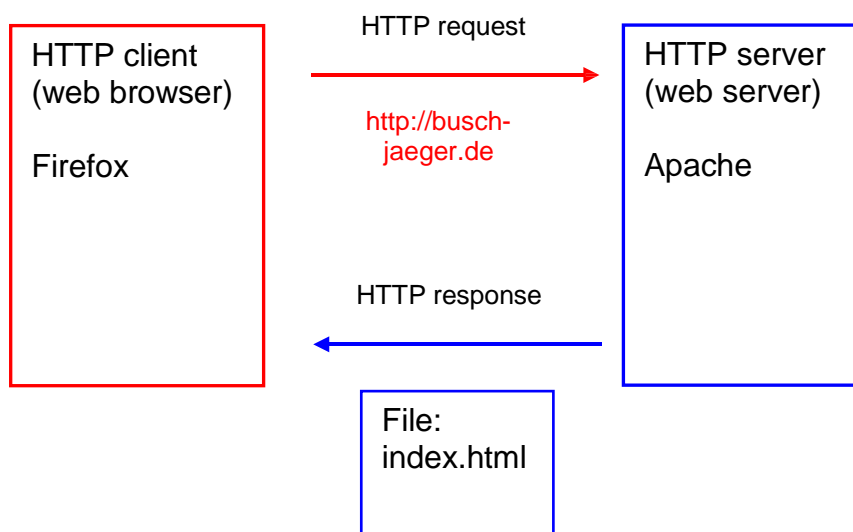 HTTP client
(web browser)
Firefox
HTTP request
http://busch-
jaeger.de
HTTP response
File:
index.html
HTTP server
(web server)
Apache